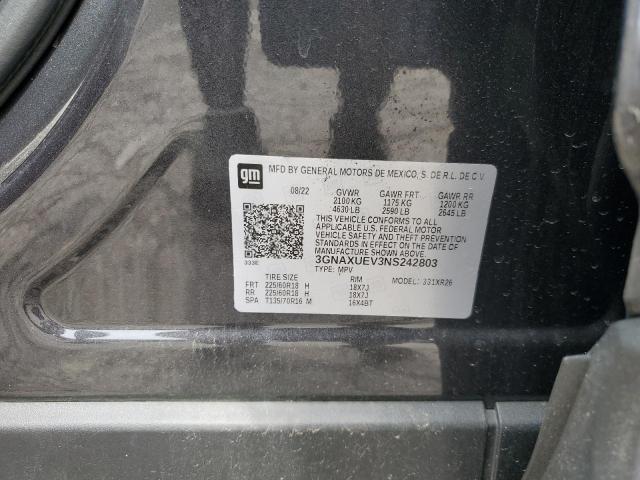 gm
MFD BY GENERAL MOTORS DE MEXICO, S. DE R.L. DE C.V.
08/22 GVWR GAWR FRT GAWR RR
2100 KG 1175 KG 1200 KG
4630 LB 2590 LB 2645 LB
THIS VEHICLE CONFORMS TO ALL
APPLICABLE U.S. FEDERAL MOTOR
VEHICLE SAFETY AND THEFT PREVENTION
STANDARDS IN EFFECT ON THE DATE OF
MANUFACTURE SHOWN ABOVE.
333E 3GNAXUEV3NS242803
TYPE: MPV MODEL: 331XR26
TIRE SIZE RIM
FRT 225/60R18 H 18X7J
RR 225/60R18 H 18X7J
SPA T135/70R16 M 16X4BT